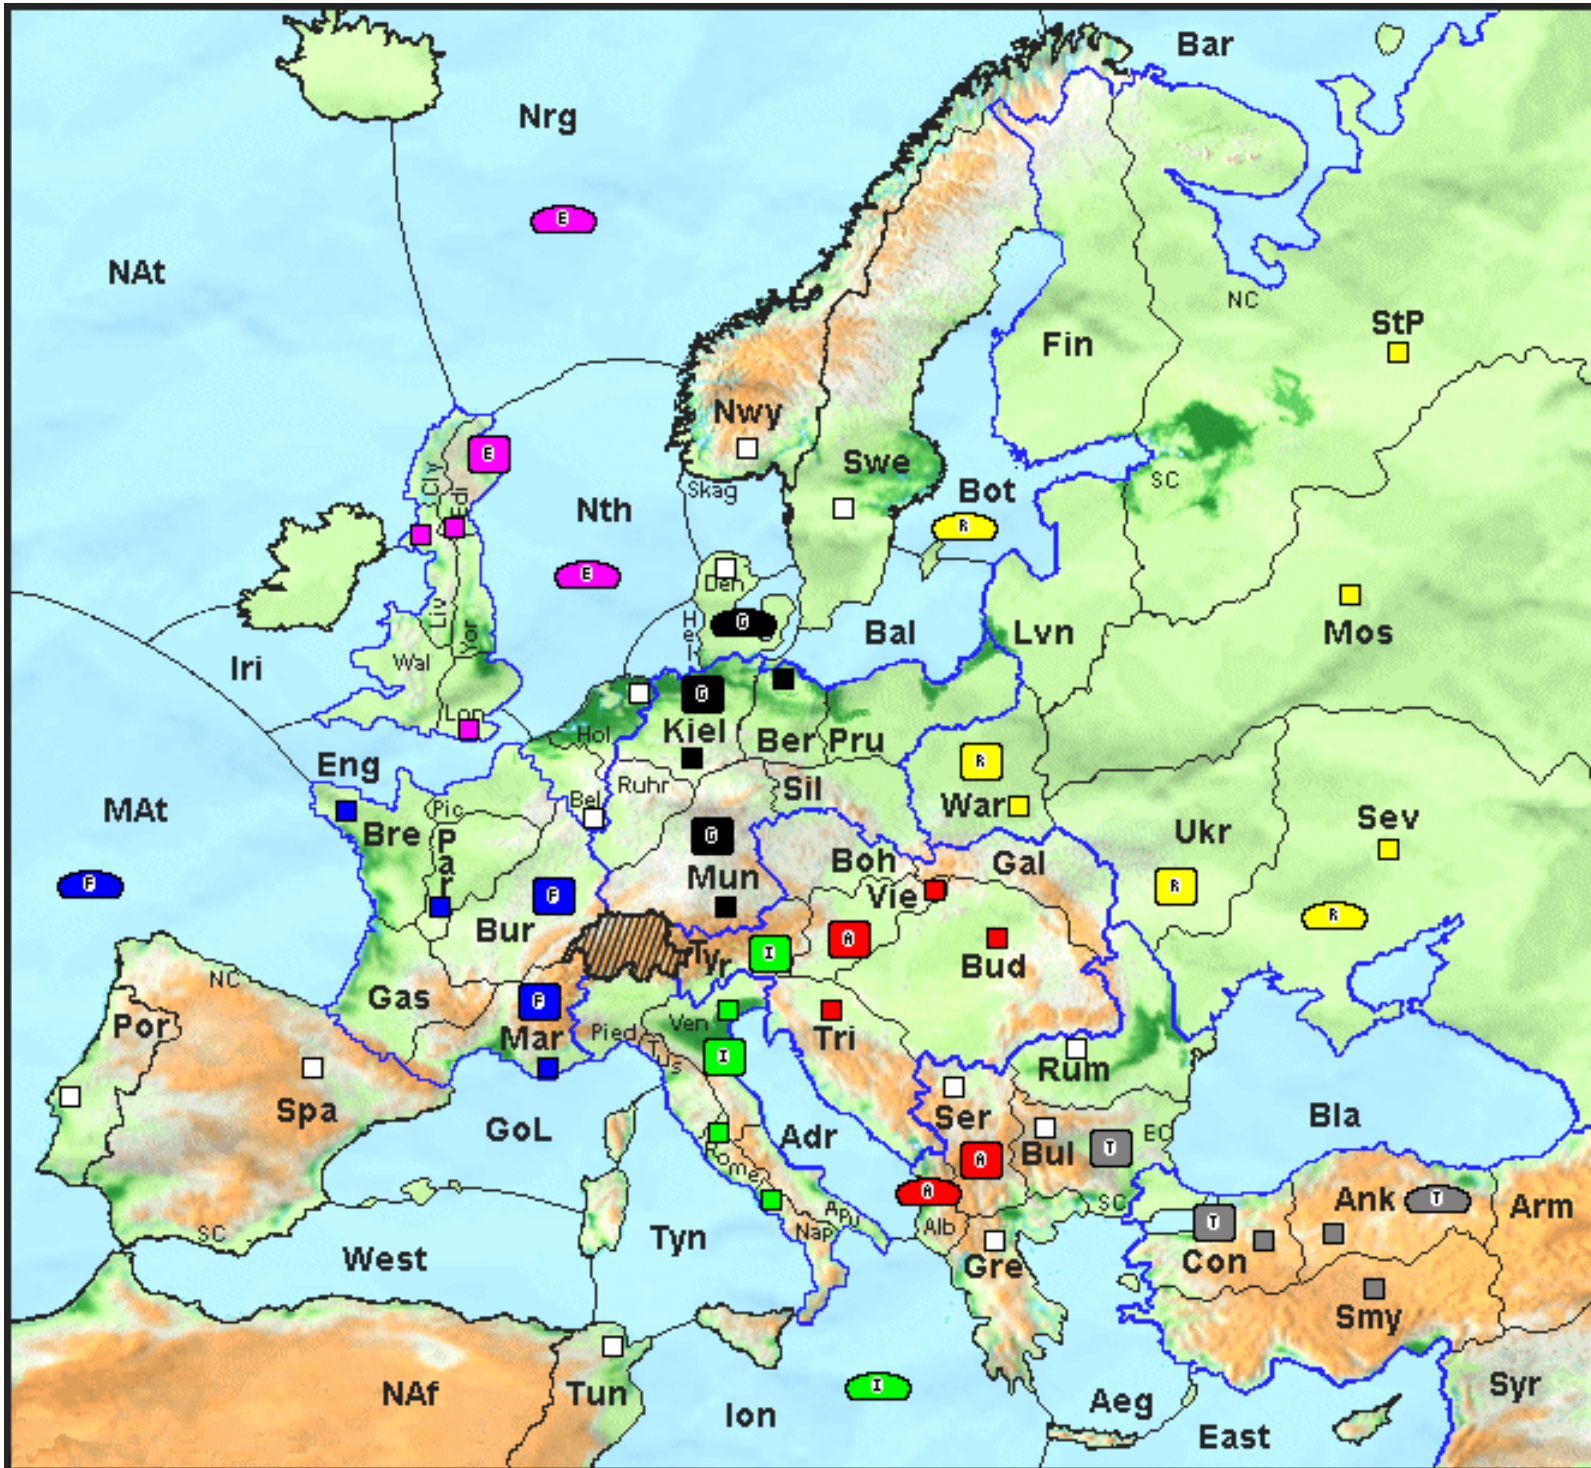 Bar
Nrg
E
NAt
NC
StP
Fin
Nwy
E
Cly
Edi
Swe
SC
Skag
Bot
Nth
R
E
Den
G
Hel
Liv
Yor
Bal
Lvn
Mos
Iri
Wal
G
Lon
Hol
Kiel
Ber
Pru
R
Eng
Ruhr
Sil
War
MAt
Pic
Bel
Bre
Par
G
Boh
Gal
Ukr
Sev
F
F
Mun
Vie
R
R
Bur
Tyr
I
A
Bud
NC
Gas
F
Por
Mar
Pied
Ven
Tri
Tus
I
Rum
Spa
Ser
GoL
Adr
Bla
Rome
A
Bul
T
EC
A
Ank
T
Arm
SC
Tyn
Apu
Nap
Alb
SC
T
West
Gre
Con
Smy
NAf
Tun
I
Ion
Aeg
Syr
East